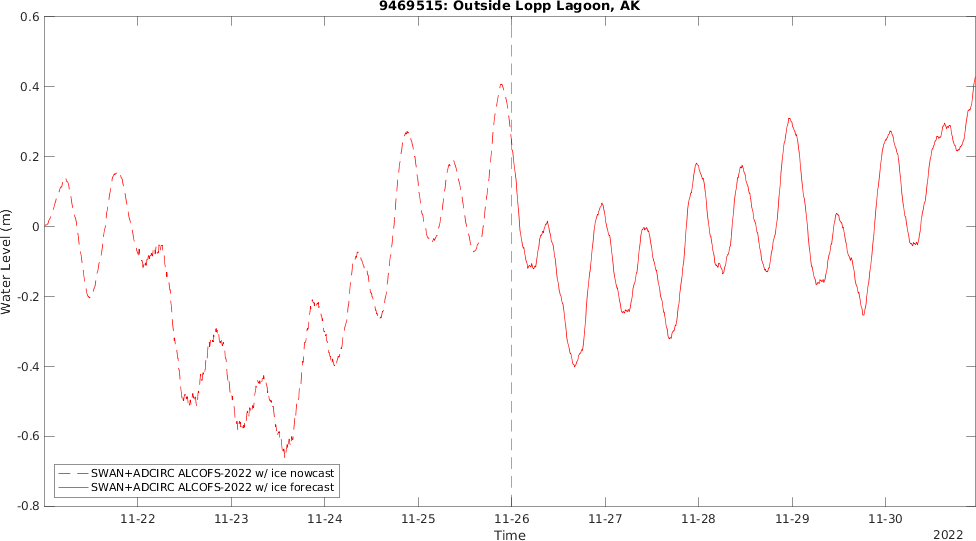 9469515: Outside Lopp Lagoon, AK
0.6
0.4
0.2
0
-0.2
-0.4
-0.6
-0.8
Water Level (m)
SWAN+ADCIRC ALCOFS-2022 w/ ice nowcast
SWAN+ADCIRC ALCOFS-2022 w/ ice forecast
11-22 11-23 11-24 11-25 11-26 11-27 11-28 11-29 11-30
Time
2022